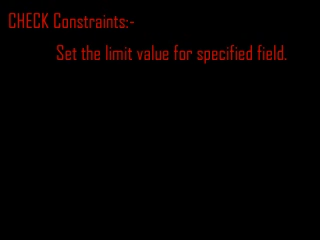 CHECK Constraints:-
Set the limit value for specified field.